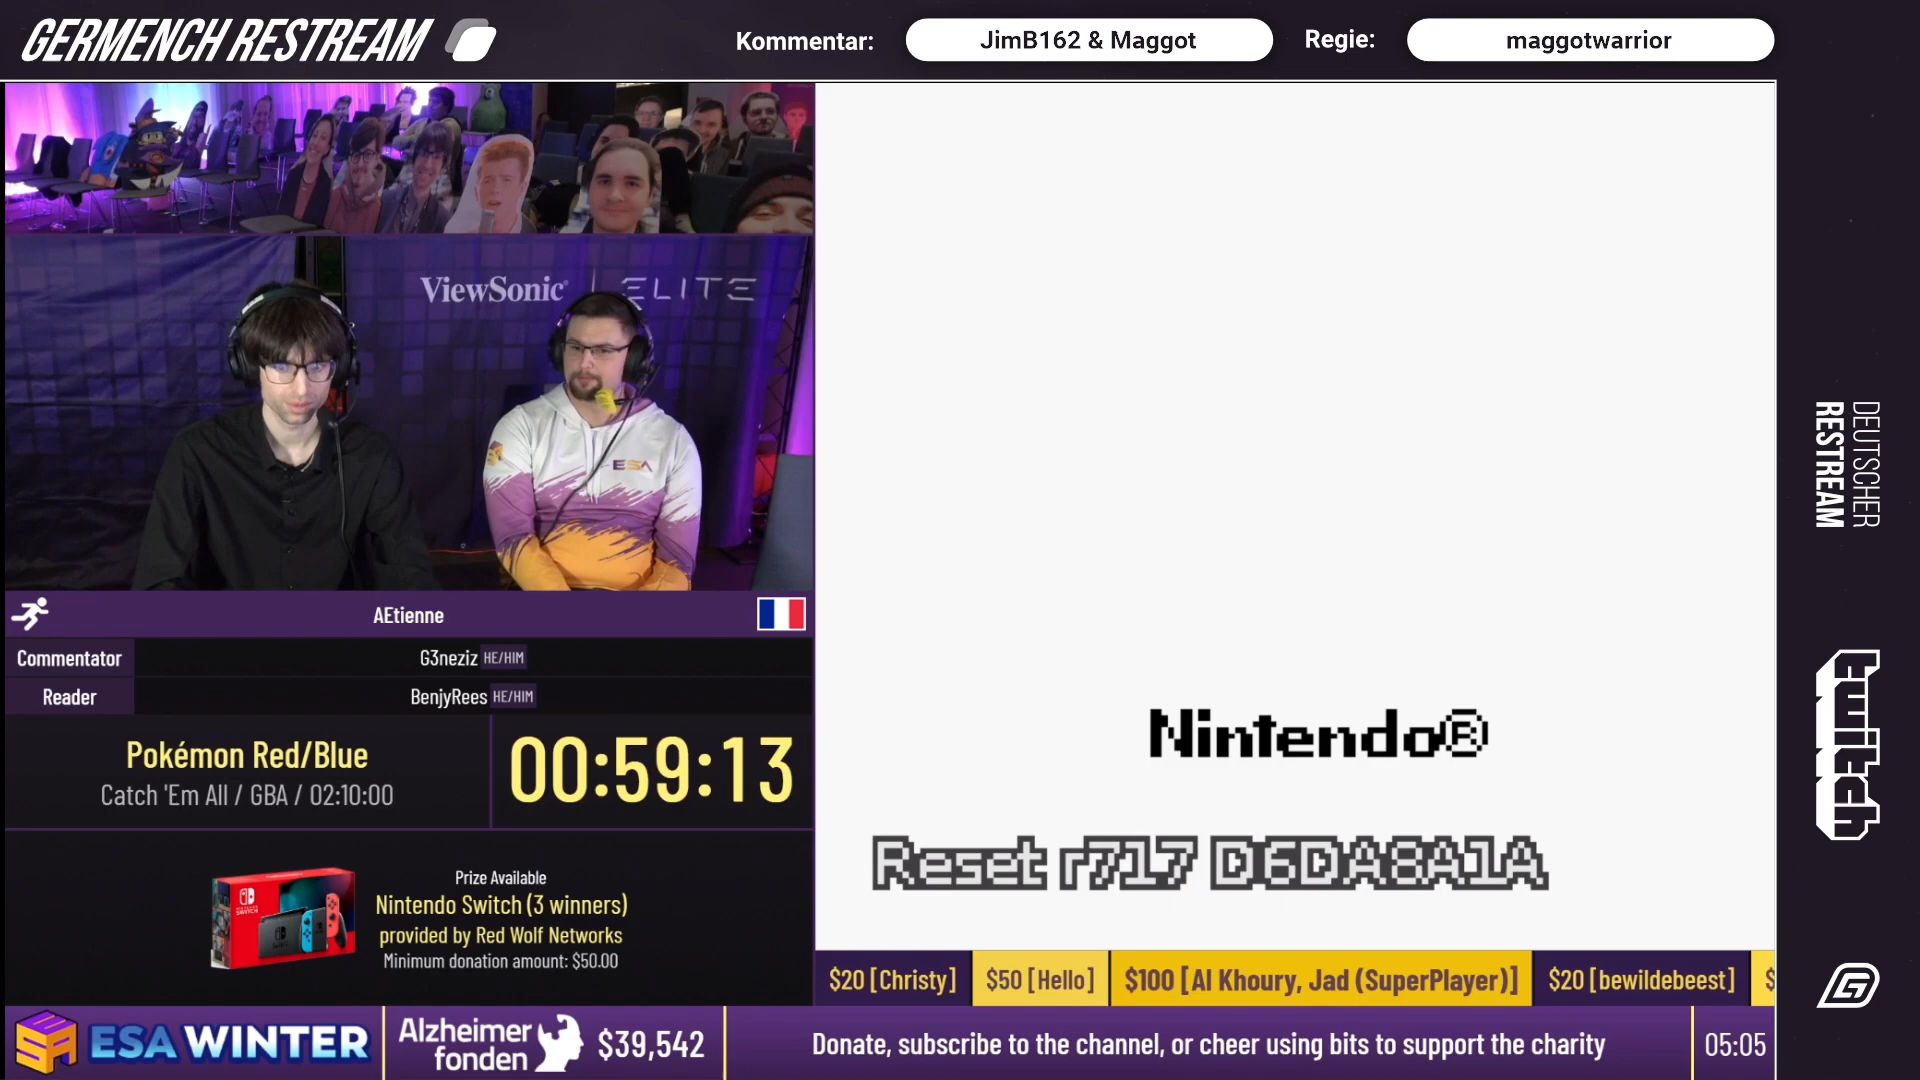 GERMENCH RESTREAM
Kommentar:
JimB162 & Maggot
Regie:
maggotwarrior
ViewSonic® | ELITE
ESA
AEtienne
Commentator
G3neziz HE/HIM
Reader
BenjyRees HE/HIM
Pokémon Red/Blue
Catch 'Em All / GBA / 02:10:00
00:59:13
Prize Available
Nintendo Switch (3 winners)
provided by Red Wolf Networks
Minimum donation amount: $50.00
Nintendo®
Reset r717 D6DA8A1A
$20 [Christy]
$50 [Hello]
$100 [Al Khoury, Jad (SuperPlayer)]
$20 [bewildebeest]
$
ESA WINTER
Alzheimer
fonden
$39,542
Donate, subscribe to the channel, or cheer using bits to support the charity
05:05
DEUTSCHER
RESTREAM
twitch